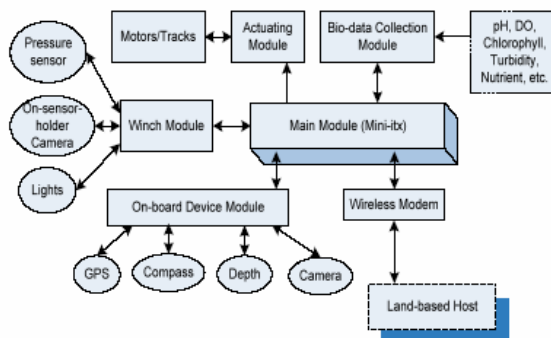 Pressure
sensor
Motors/Tracks
Actuating
Module
Bio-data Collection
Module
pH, DO,
Chlorophyll,
Turbidity,
Nutrient, etc.
On-sensor-
holder
Camera
Winch Module
Main Module (Mini-itx)
Lights
On-board Device Module
Wireless Modem
GPS
Compass
Depth
Camera
Land-based Host